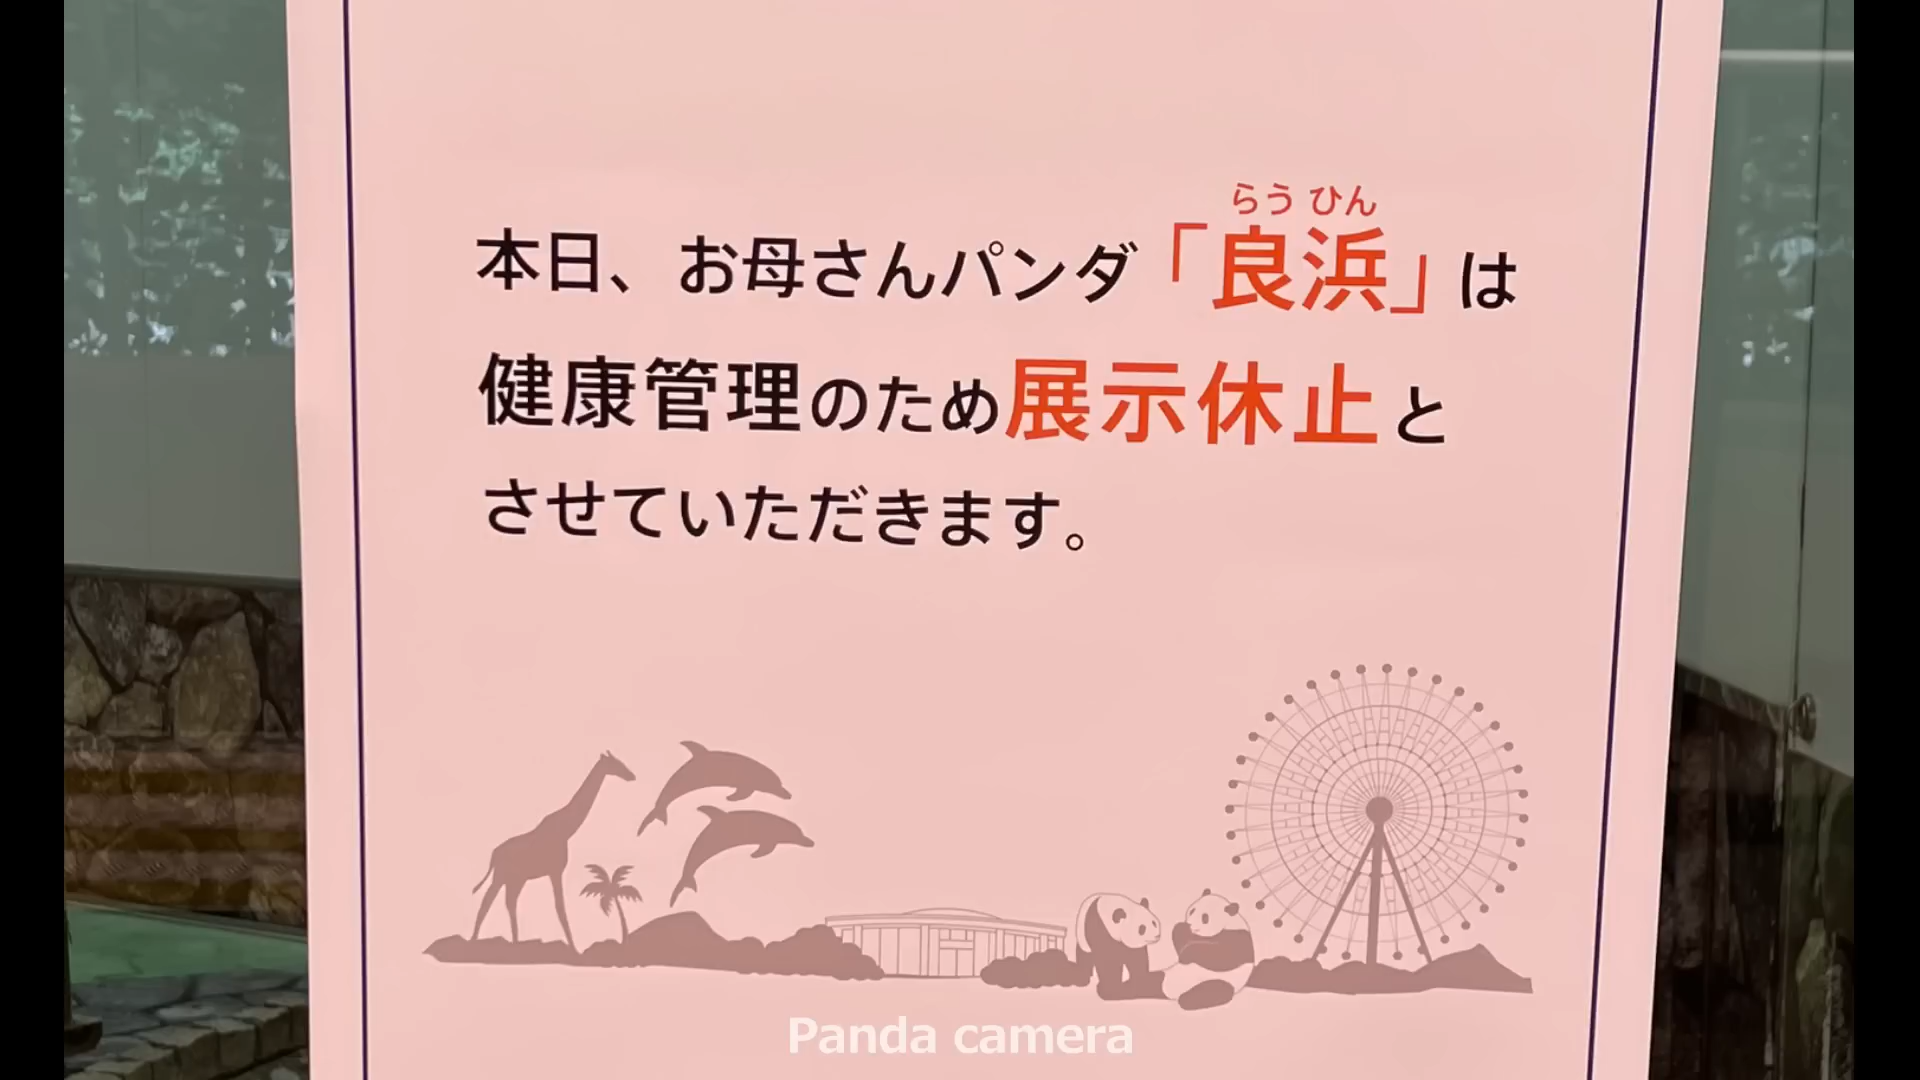 らう ひん
本日、お母さんパンダ「良浜」は
健康管理のため展示休止と
させていただきます。
Panda camera